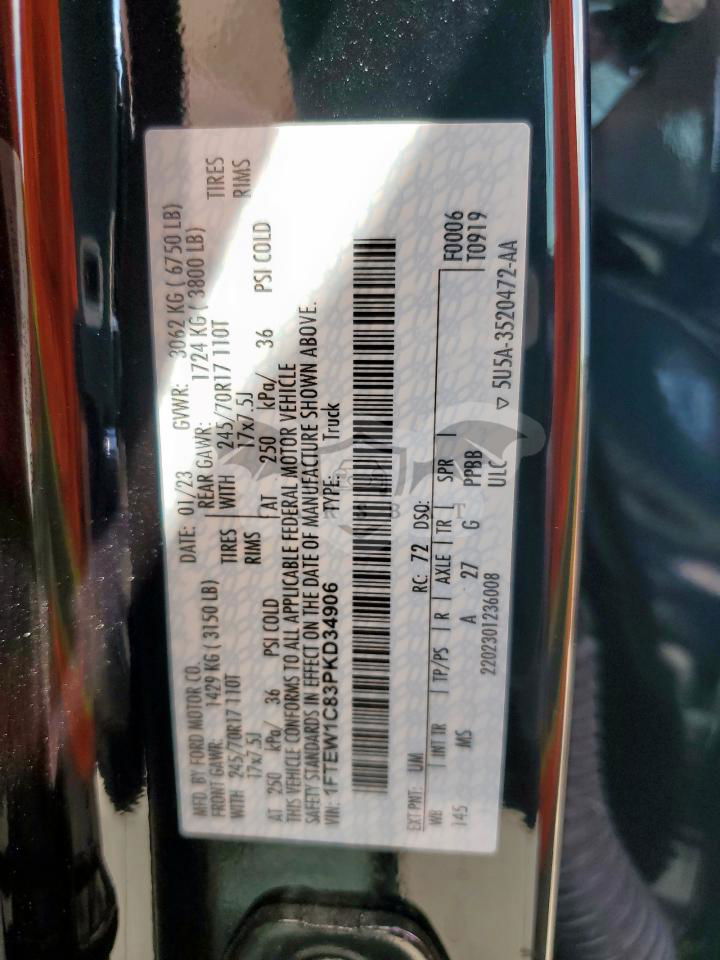 MFD. BY FORD MOTOR CO. DATE: 01/23 GVWR: 3062 KG ( 6750 LB)
FRONT GAWR: 1429 KG ( 3150 LB) REAR GAWR: 1724 KG ( 3800 LB)
WITH 245/70R17 110T TIRES WITH 245/70R17 110T TIRES
17x7.5J RIMS 17x7.5J RIMS
AT 250 kPa/ 36 PSI COLD AT 250 kPa/ 36 PSI COLD
THIS VEHICLE CONFORMS TO ALL APPLICABLE FEDERAL MOTOR VEHICLE
SAFETY STANDARDS IN EFFECT ON THE DATE OF MANUFACTURE SHOWN ABOVE.
VIN: 1FTEW1C83PKD34906 TYPE: Truck
EXT PNT: UM RC: 72 DSO: F0006
WB INT TR TP/PS R AXLE TR SPR T0919
145 MS A 27 G PPBB
2202301236008 ULC ▽ 5U5A-3520472-AA